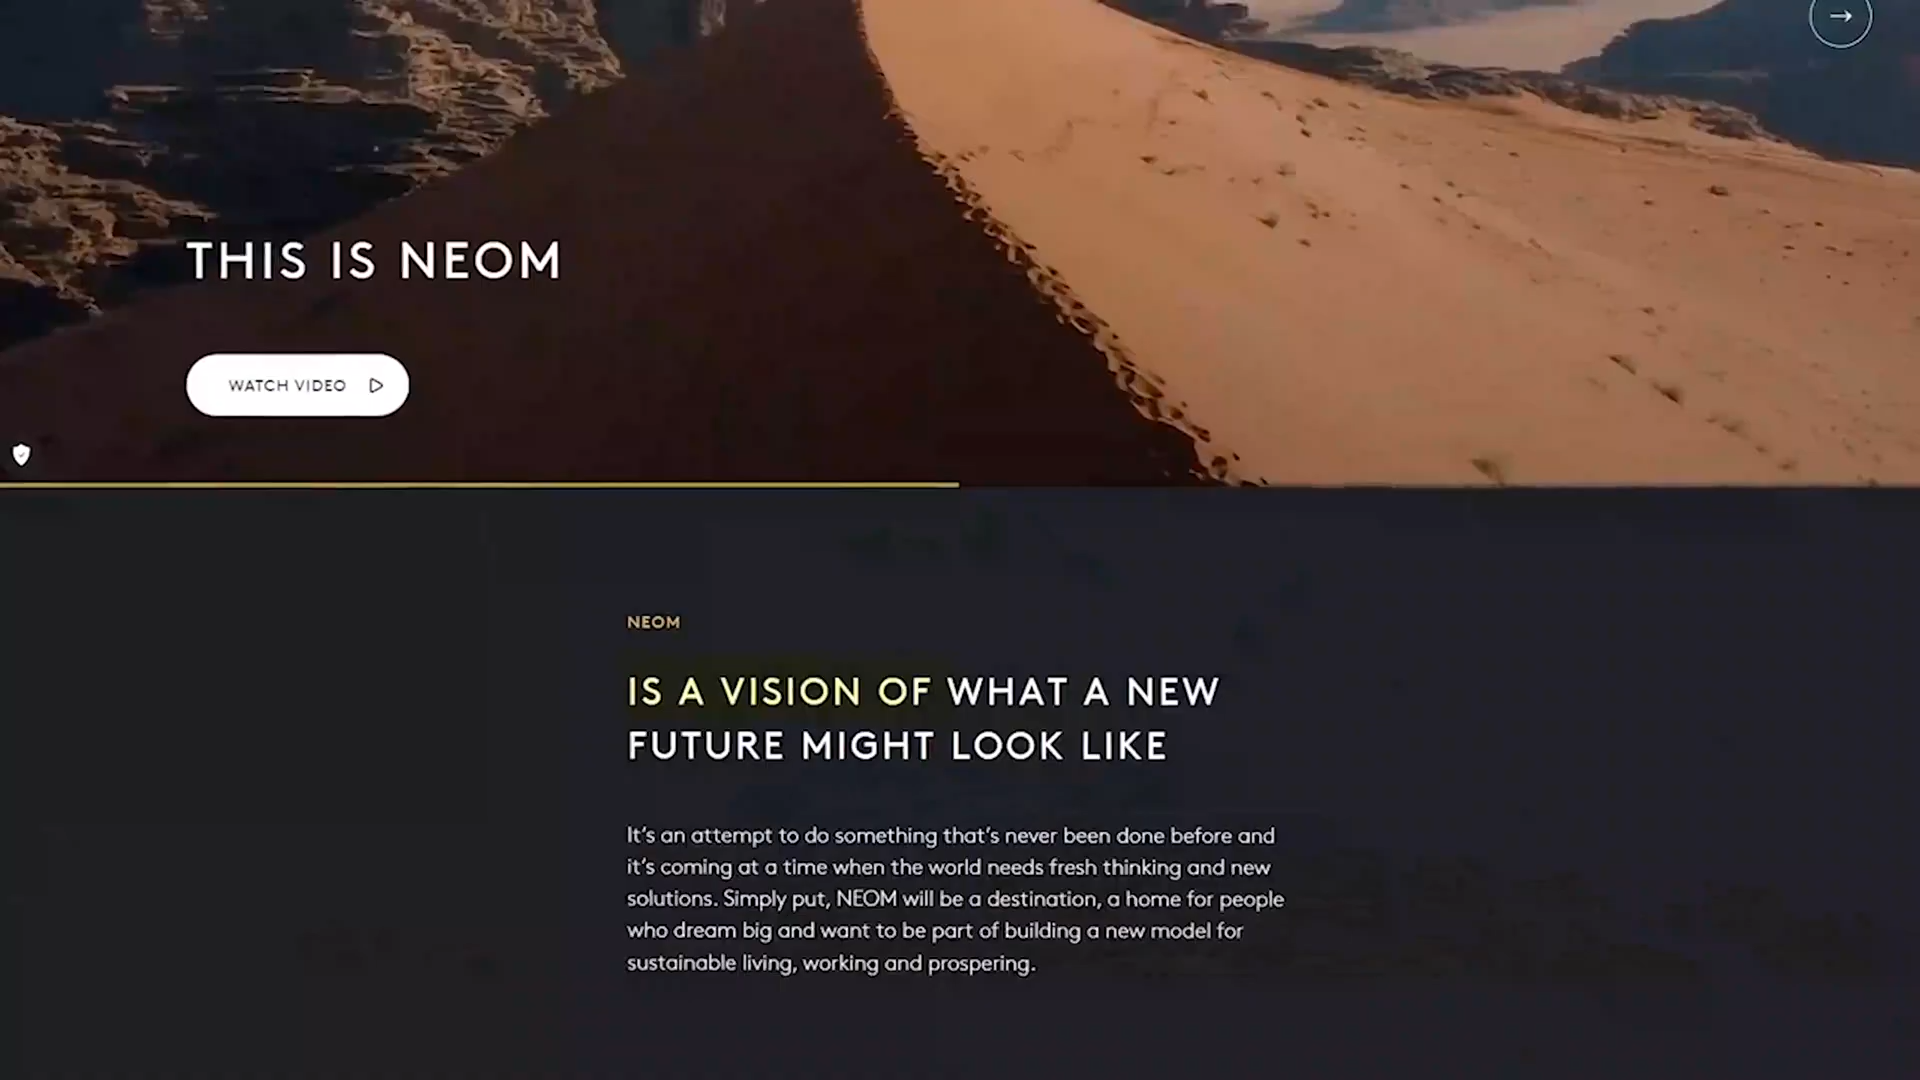 THIS IS NEOM
WATCH VIDEO
NEOM
IS A VISION OF WHAT A NEW
FUTURE MIGHT LOOK LIKE
It's an attempt to do something that's never been done before and
it's coming at a time when the world needs fresh thinking and new
solutions. Simply put, NEOM will be a destination, a home for people
who dream big and want to be part of building a new model for
sustainable living, working and prospering.